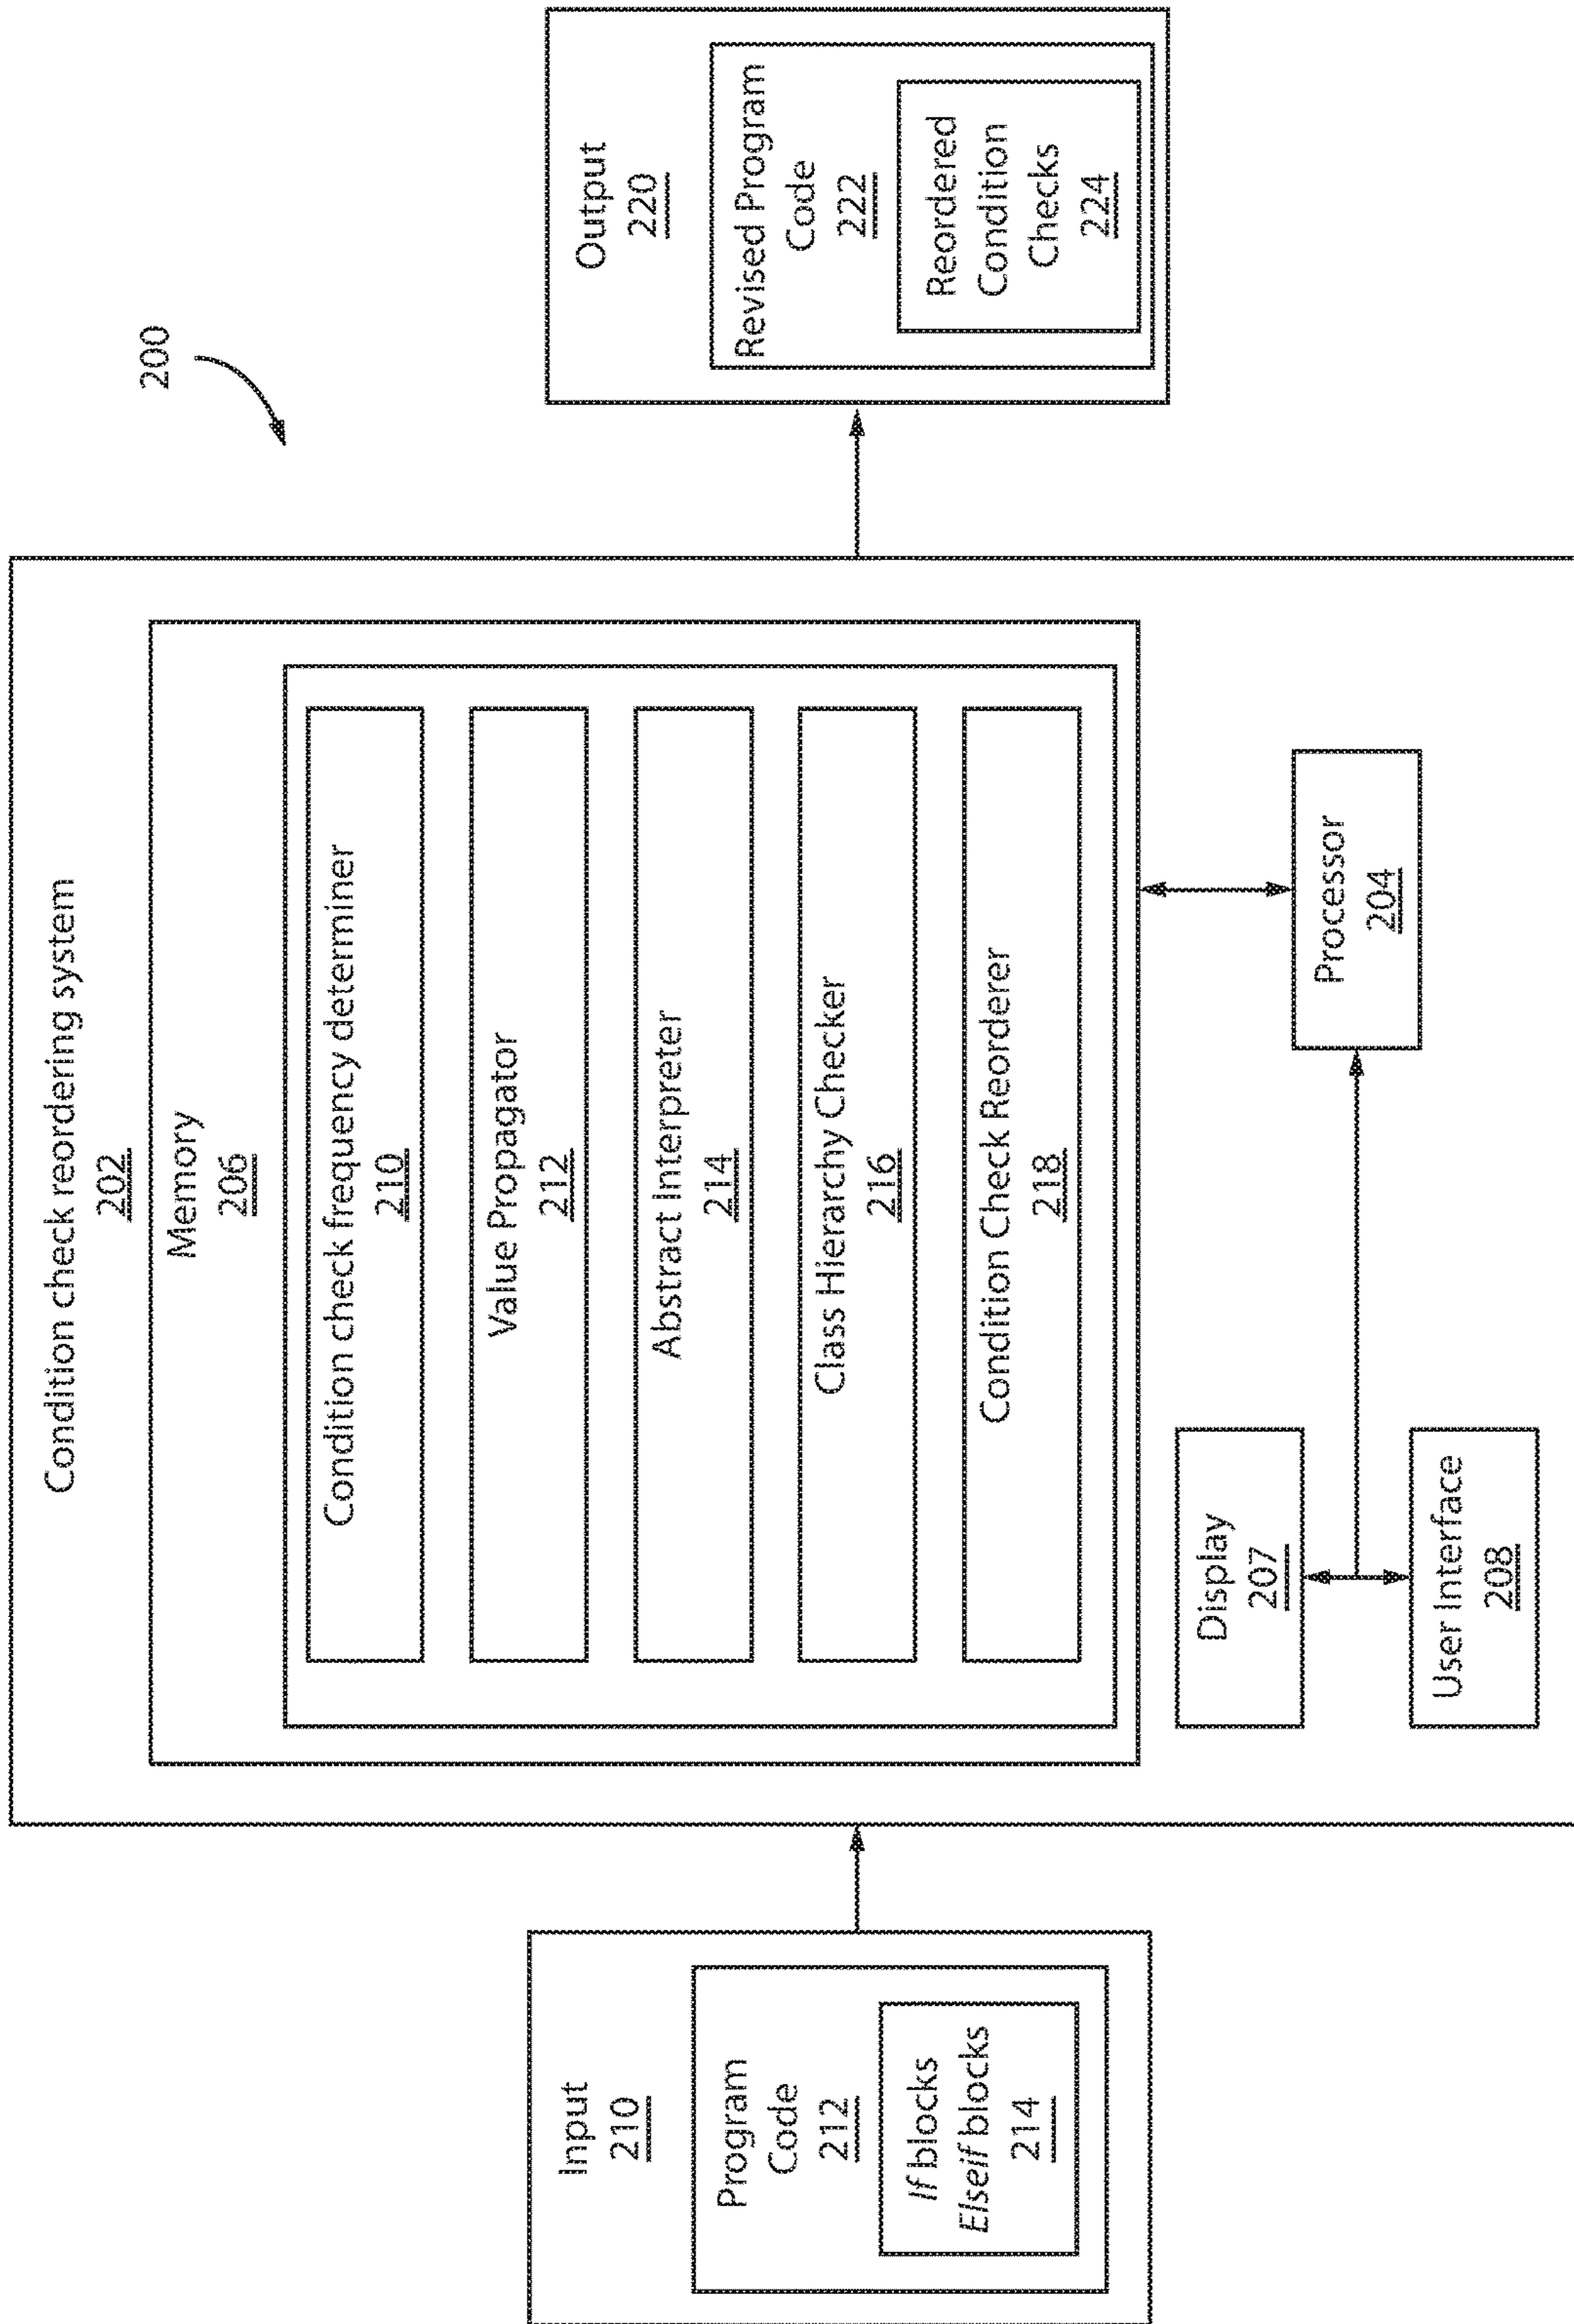 200
Input
210
Program
Code
212
If blocks
Elseif blocks
214
Condition check reordering system
202
Memory
206
Condition check frequency determiner
210
Value Propagator
212
Abstract Interpreter
214
Class Hierarchy Checker
216
Condition Check Reorderer
218
Display
207
User Interface
208
Processor
204
Output
220
Revised Program
Code
222
Reordered
Condition
Checks
224